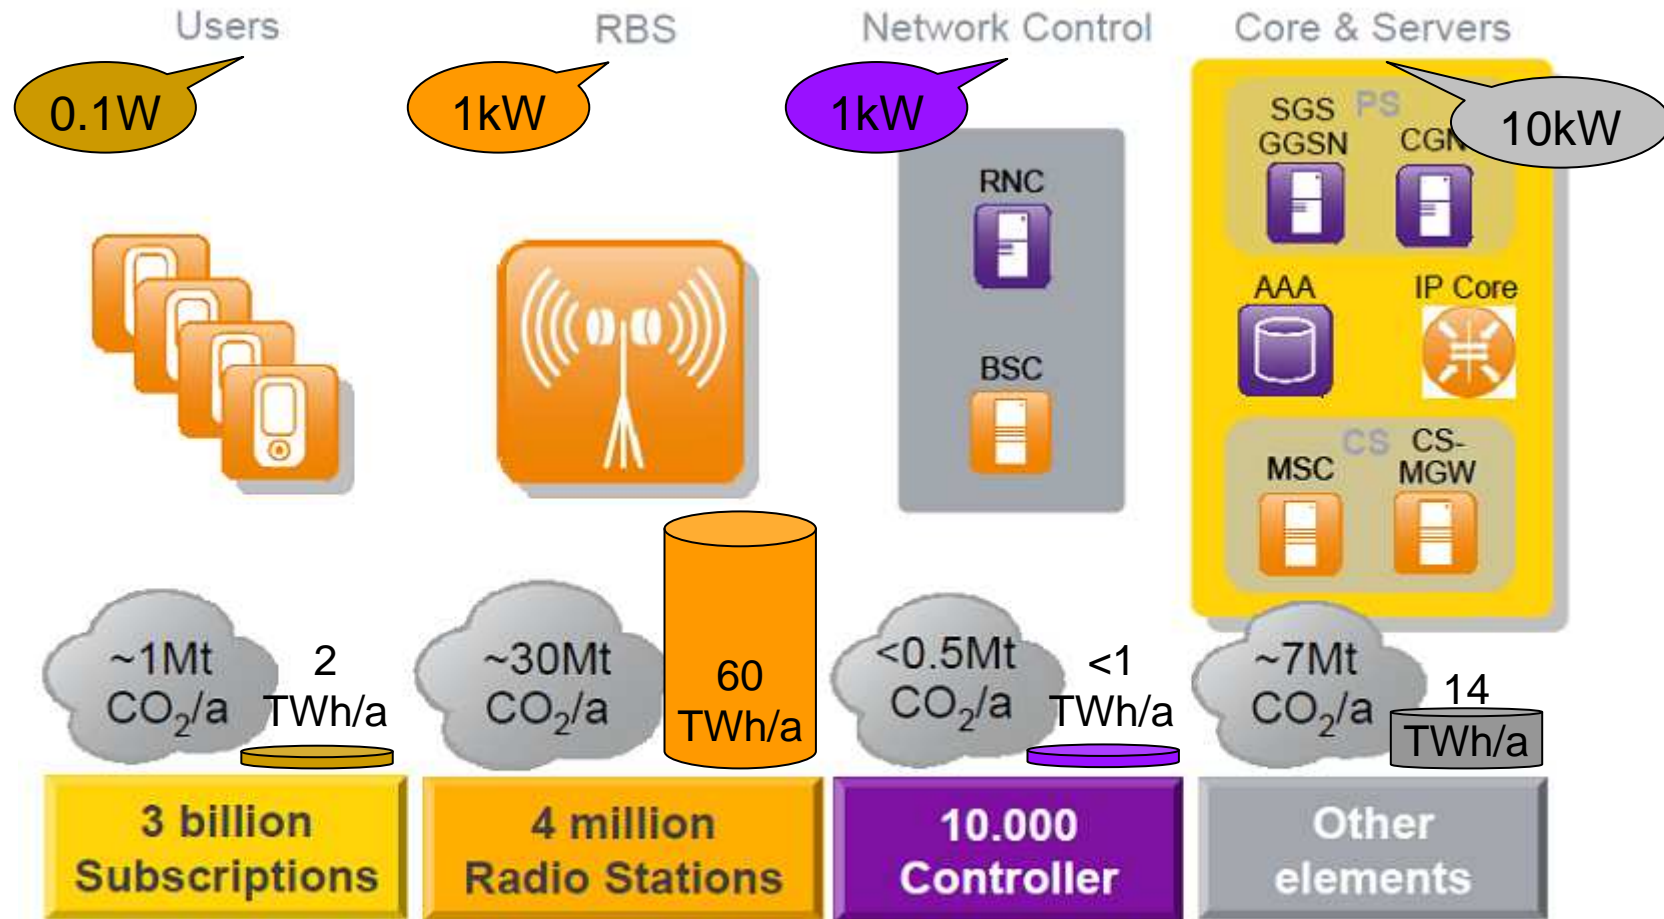 Users
RBS
Network Control
Core & Servers
0.1W
1kW
1kW
10kW
PS
SGS
GGSN
CGN
RNC
AAA
IP Core
BSC
CS
MSC
CS-
MGW
~1Mt
CO2/a
2
TWh/a
~30Mt
CO2/a
60
TWh/a
<0.5Mt
CO2/a
<1
TWh/a
~7Mt
CO2/a
14
TWh/a
3 billion
Subscriptions
4 million
Radio Stations
10.000
Controller
Other
elements